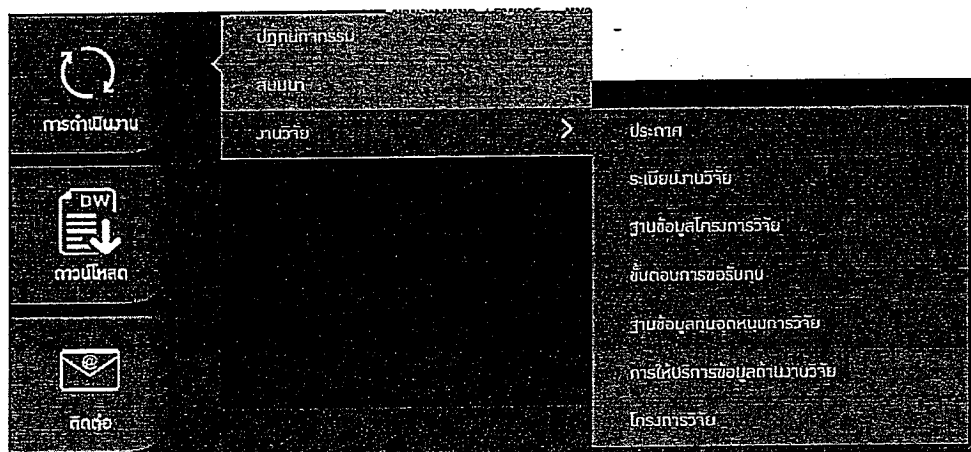 การดำเนินงาน
DW
ดาวน์โหลด
@
ติดต่อ
ปฏิทินกิจกรรม
สัมมนา
งานวิจัย
ประกาศ
ระเบียบงานวิจัย
ฐานข้อมูลโครงการวิจัย
ขั้นตอนการขอรับทุน
ฐานข้อมูลทุนอุดหนุนการวิจัย
การให้บริการข้อมูลด้านงานวิจัย
โครงการวิจัย